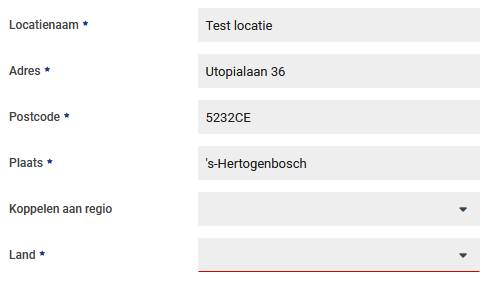 Locatienaam * Test locatie
Adres * Utopialaan 36
Postcode * 5232CE
Plaats * 's-Hertogenbosch
Koppelen aan regio
Land *